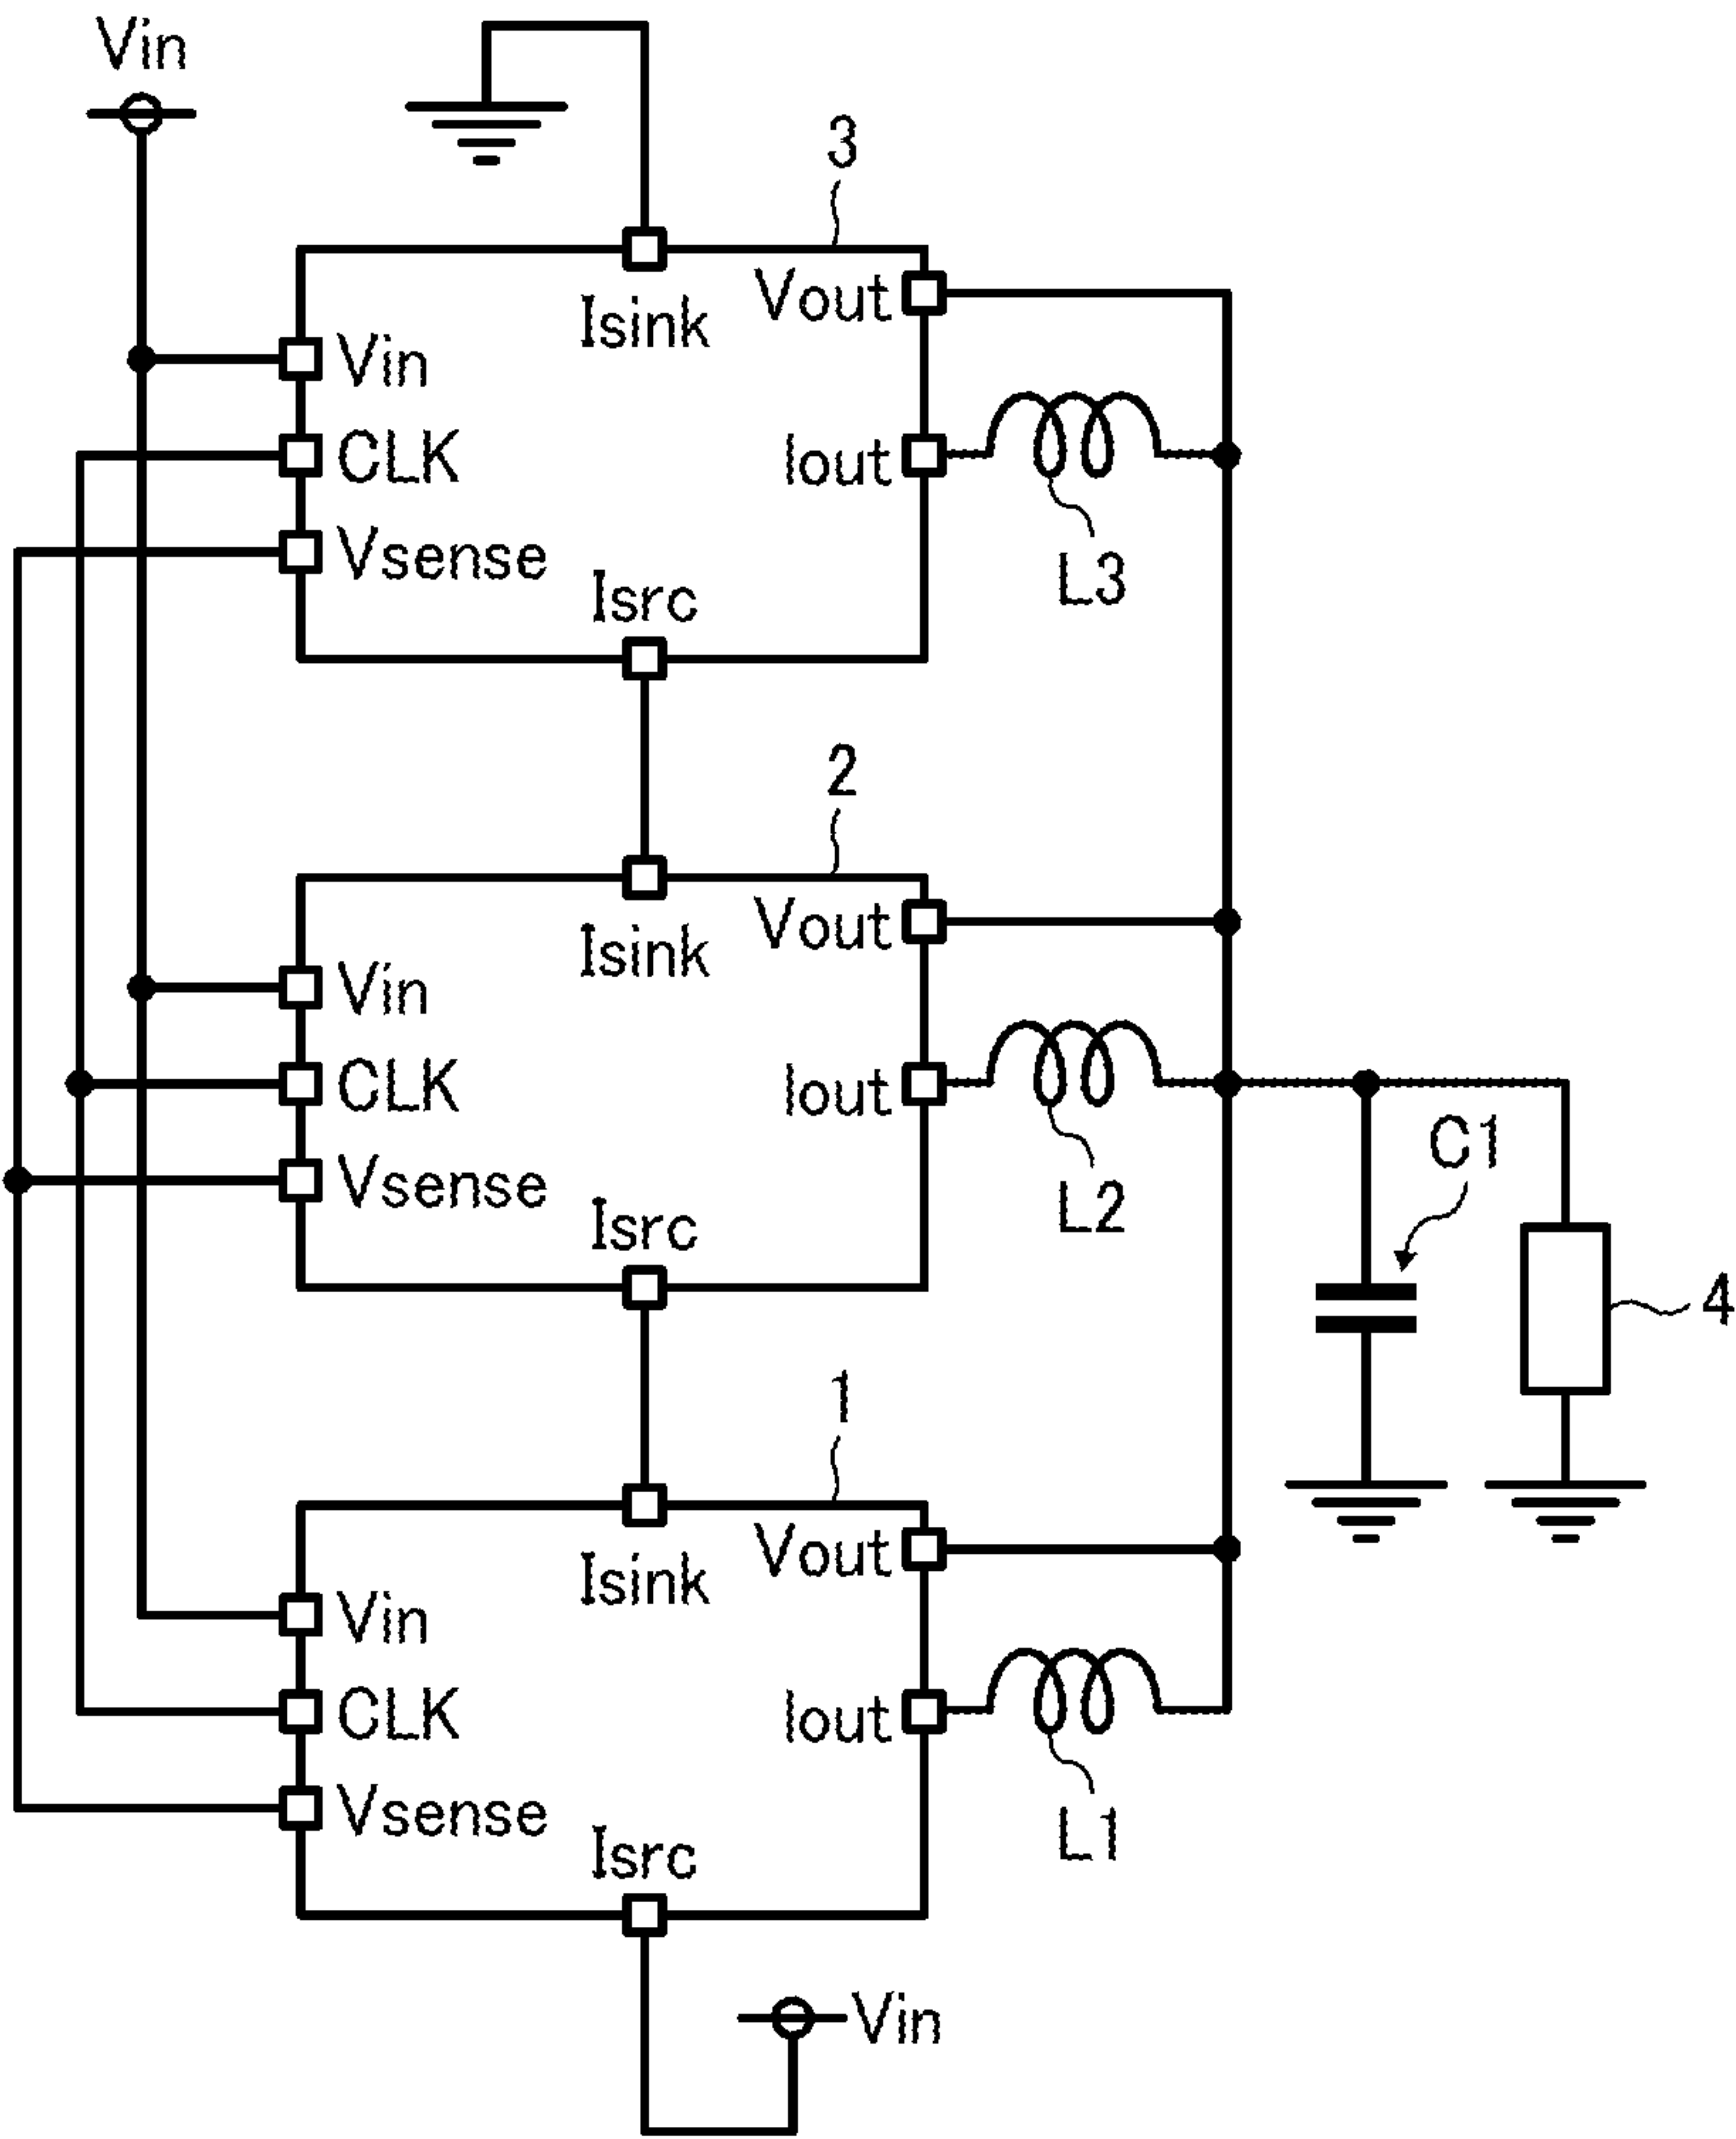 Vin
3
Isink
Vout
Vin
CLK
Iout
Vsense
Isrc
L3
2
Isink
Vout
Vin
CLK
Iout
Vsense
Isrc
L2
C1
4
1
Isink
Vout
Vin
CLK
Iout
Vsense
Isrc
L1
Vin